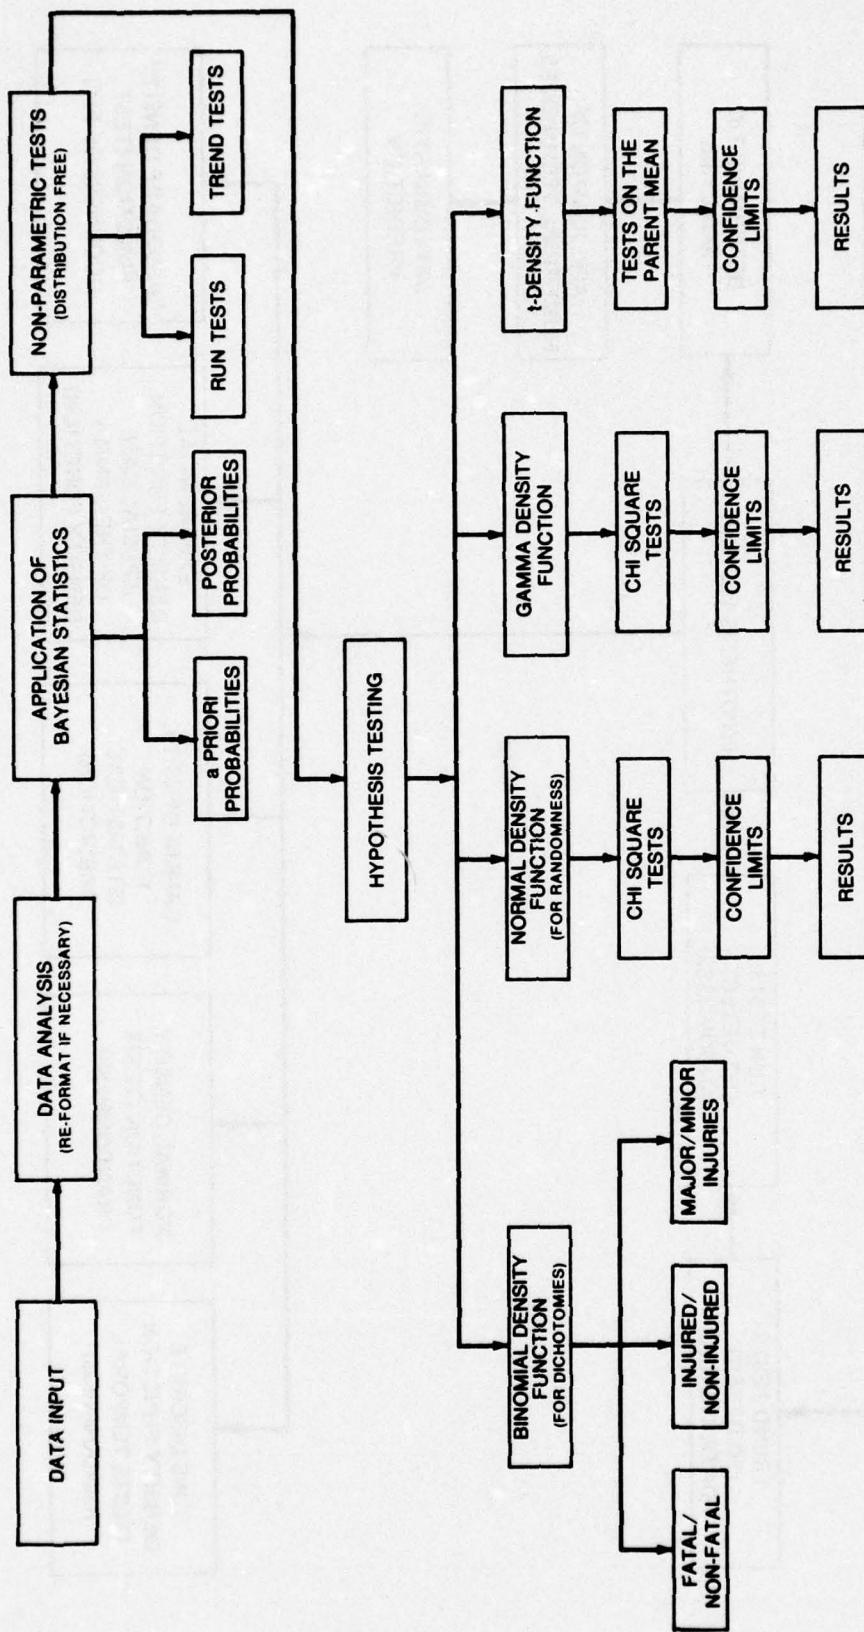 DATA INPUT
DATA ANALYSIS
(RE-FORMAT IF NECESSARY)
APPLICATION OF
BAYESIAN STATISTICS
NON-PARAMETRIC TESTS
(DISTRIBUTION FREE)
a PRIORI
PROBABILITIES
POSTERIOR
PROBABILITIES
RUN TESTS
TREND TESTS
HYPOTHESIS TESTING
BINOMIAL DENSITY
FUNCTION
(FOR DICHOTOMIES)
NORMAL DENSITY
FUNCTION
(FOR RANDOMNESS)
GAMMA DENSITY
FUNCTION
t-DENSITY FUNCTION
FATAL/
NON-FATAL
INJURED/
NON-INJURED
MAJOR/MINOR
INJURIES
CHI SQUARE
TESTS
CHI SQUARE
TESTS
TESTS ON THE
PARENT MEAN
CONFIDENCE
LIMITS
CONFIDENCE
LIMITS
CONFIDENCE
LIMITS
RESULTS
RESULTS
RESULTS